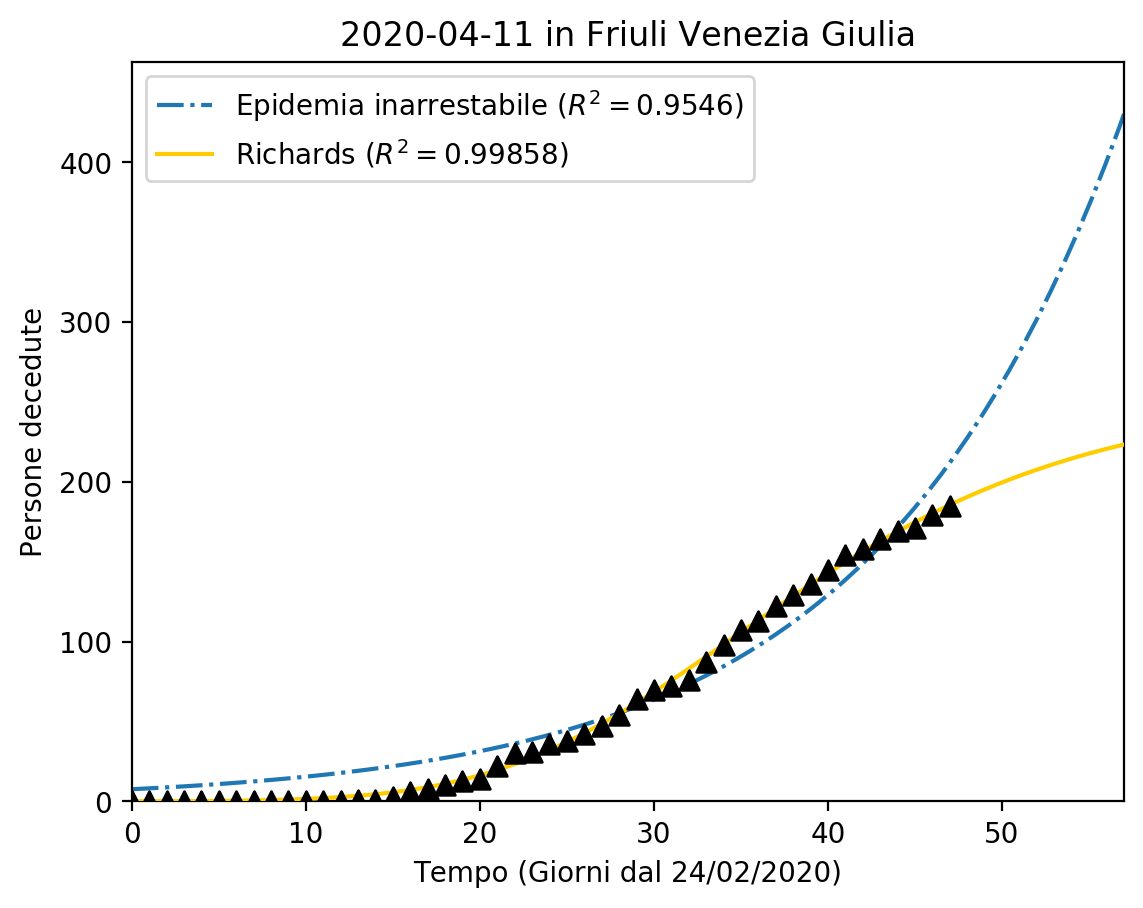 2020-04-11 in Friuli Venezia Giulia
Epidemia inarrestabile (R² = 0.9546)
Richards (R² = 0.99858)
400
300
200
100
0
Persone decedute
0 10 20 30 40 50
Tempo (Giorni dal 24/02/2020)